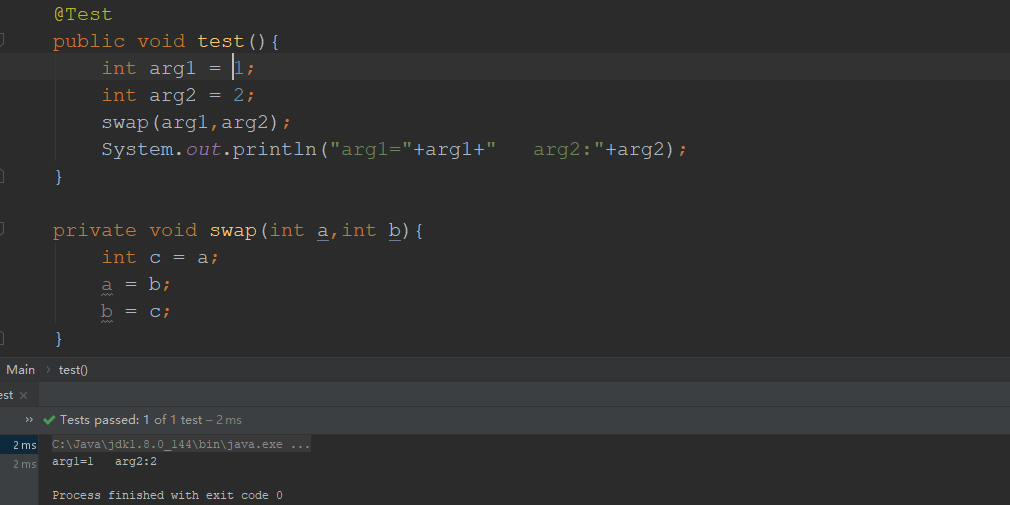 @Test
public void test(){
int arg1 = 1;
int arg2 = 2;
swap(arg1,arg2);
System.out.println("arg1="+arg1+"   arg2:"+arg2);
}
private void swap(int a,int b){
int c = a;
a = b;
b = c;
}
Main › test()
est ×
›› Tests passed: 1 of 1 test – 2 ms
2 ms C:\Java\jdk1.8.0_144\bin\java.exe ...
2 ms arg1=1   arg2:2
Process finished with exit code 0